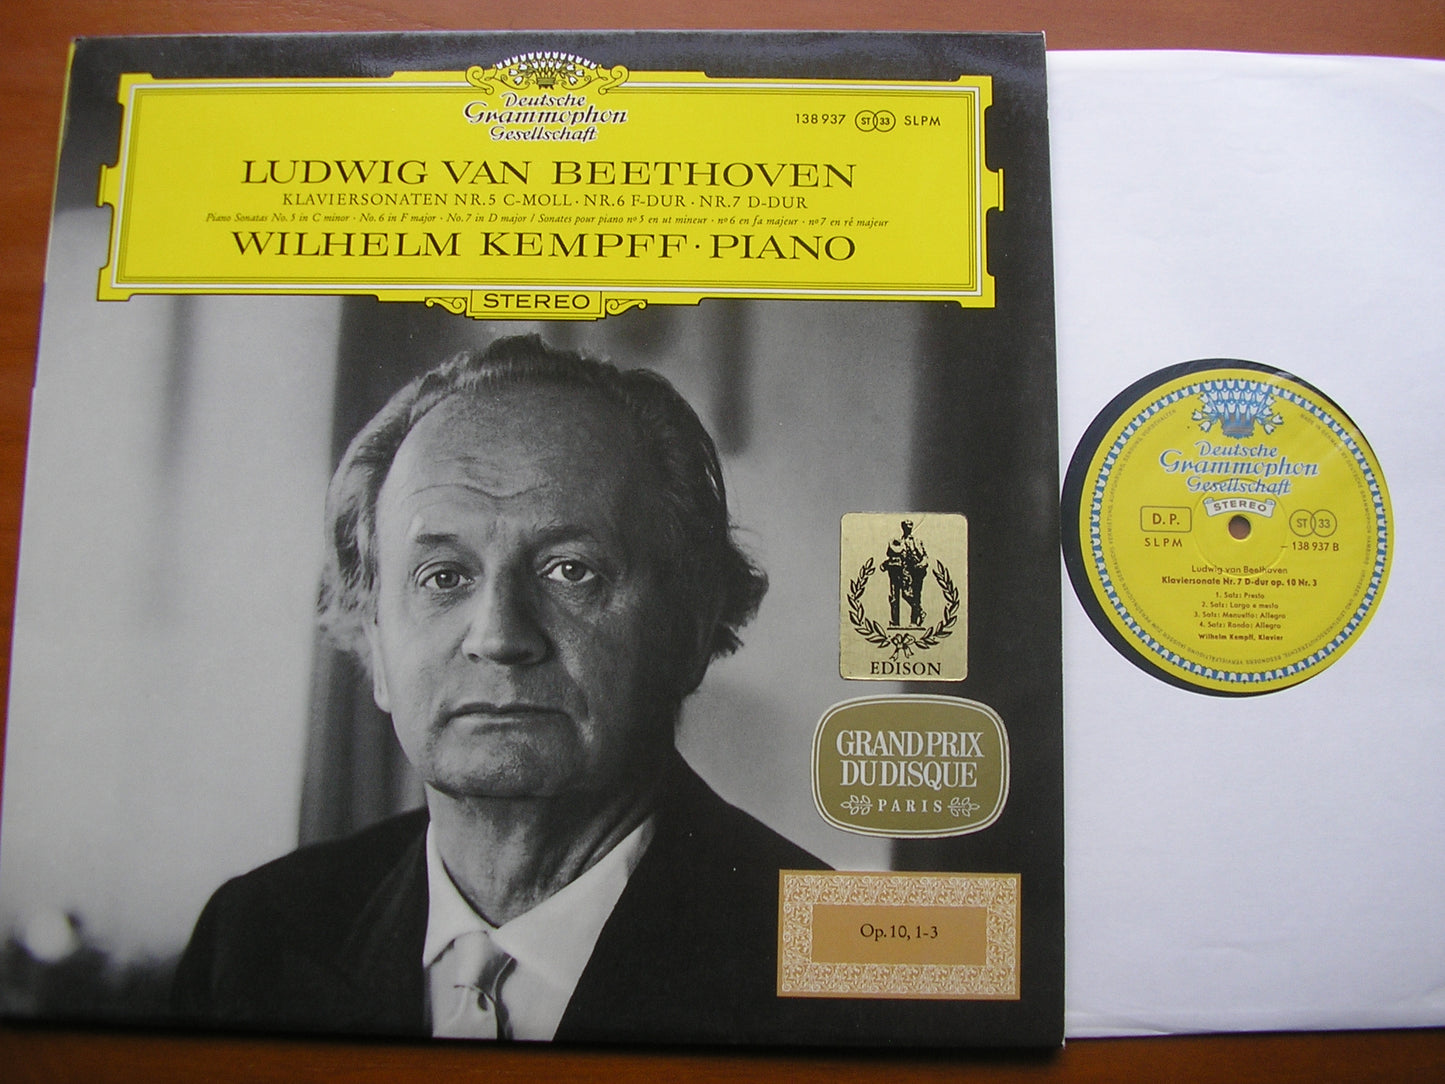 Deutsche
Grammophon
Gesellschaft
138 937 ST 33 SLPM
LUDWIG VAN BEETHOVEN
KLAVIERSONATEN NR. 5 C-MOLL · NR. 6 F-DUR · NR. 7 D-DUR
Piano Sonatas No. 5 in C minor · No. 6 in F major · No. 7 in D major / Sonates pour piano nº 5 en ut mineur · nº 6 en fa majeur · nº 7 en ré majeur
WILHELM KEMPFF · PIANO
STEREO
EDISON
GRAND PRIX
DU DISQUE
PARIS
Op. 10, 1-3
Deutsche
Grammophon
Gesellschaft
STEREO
D. P.
SLPM
ST 33
138 937 B
Ludwig van Beethoven
Klaviersonate Nr. 7 D-dur op. 10 Nr. 3
1. Satz: Presto
2. Satz: Largo e mesto
3. Satz: Menuetto: Allegro
4. Satz: Rondo: Allegro
Wilhelm Kempff, Klavier